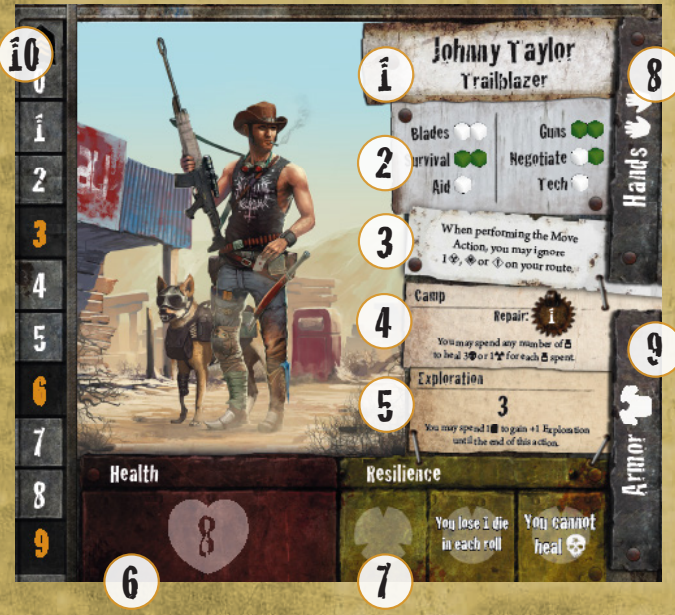 10
0
1
2
3
4
5
6
7
8
9
1
Johnny Taylor
Trailblazer
8
Hands
2
Blades
Guns
urvival
Negotiate
Aid
Tech
3
When performing the Move
Action, you may ignore
1 , or on your route.
4
Camp
Repair: 1
You may spend any number of
to heal 3 or 1 for each spent.
5
Exploration
3
You may spend 1 to gain +1 Exploration
until the end of this action.
9
Armor
Health
8
6
Resilience
You lose 1 die
in each roll
You cannot
heal
7